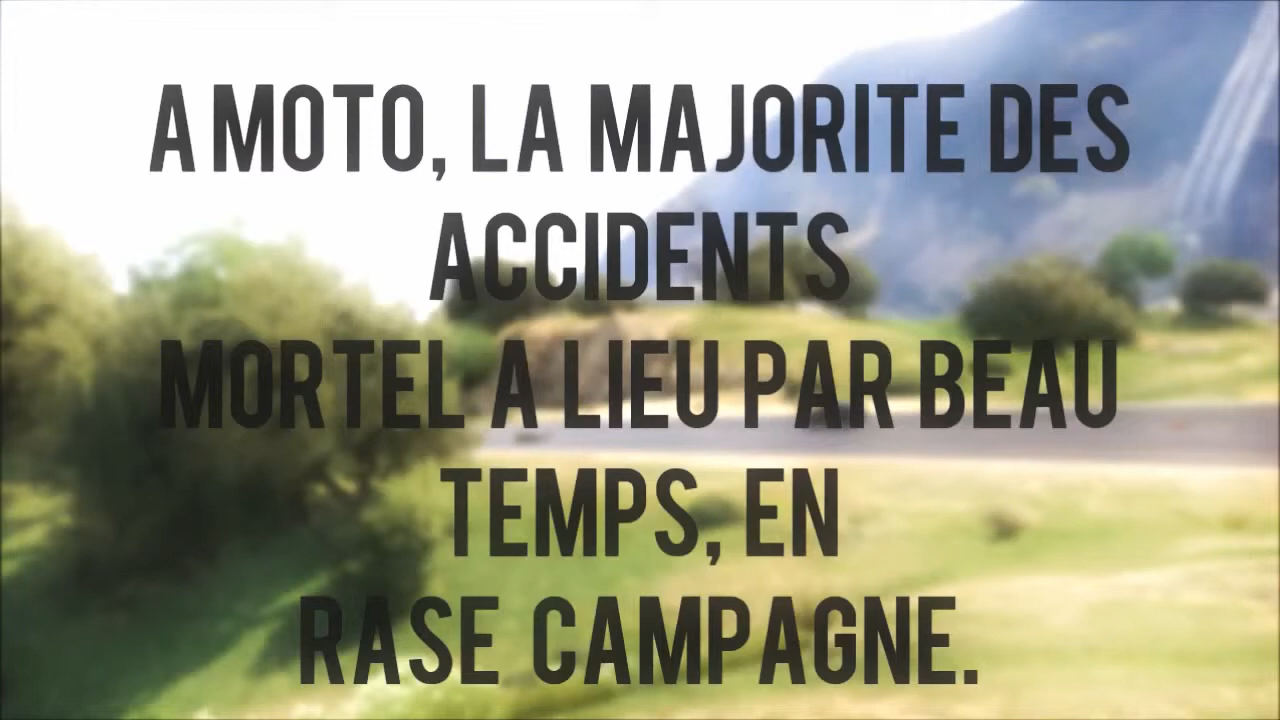 A MOTO, LA MAJORITE DES
ACCIDENTS
MORTEL A LIEU PAR BEAU
TEMPS, EN
RASE CAMPAGNE.